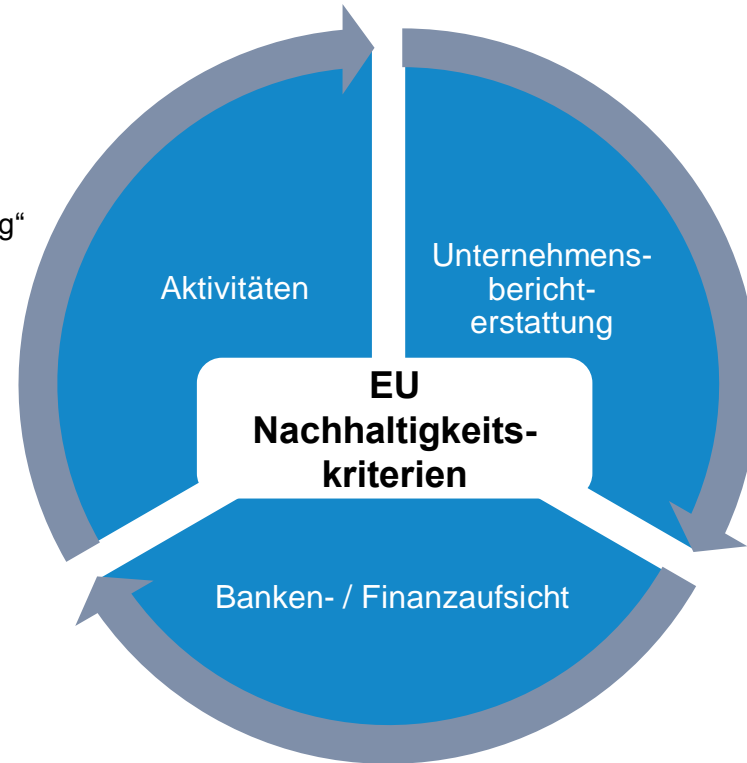 g“
Aktivitäten
Unternehmens-
bericht-
erstattung
EU
Nachhaltigkeits-
kriterien
Banken- / Finanzaufsicht